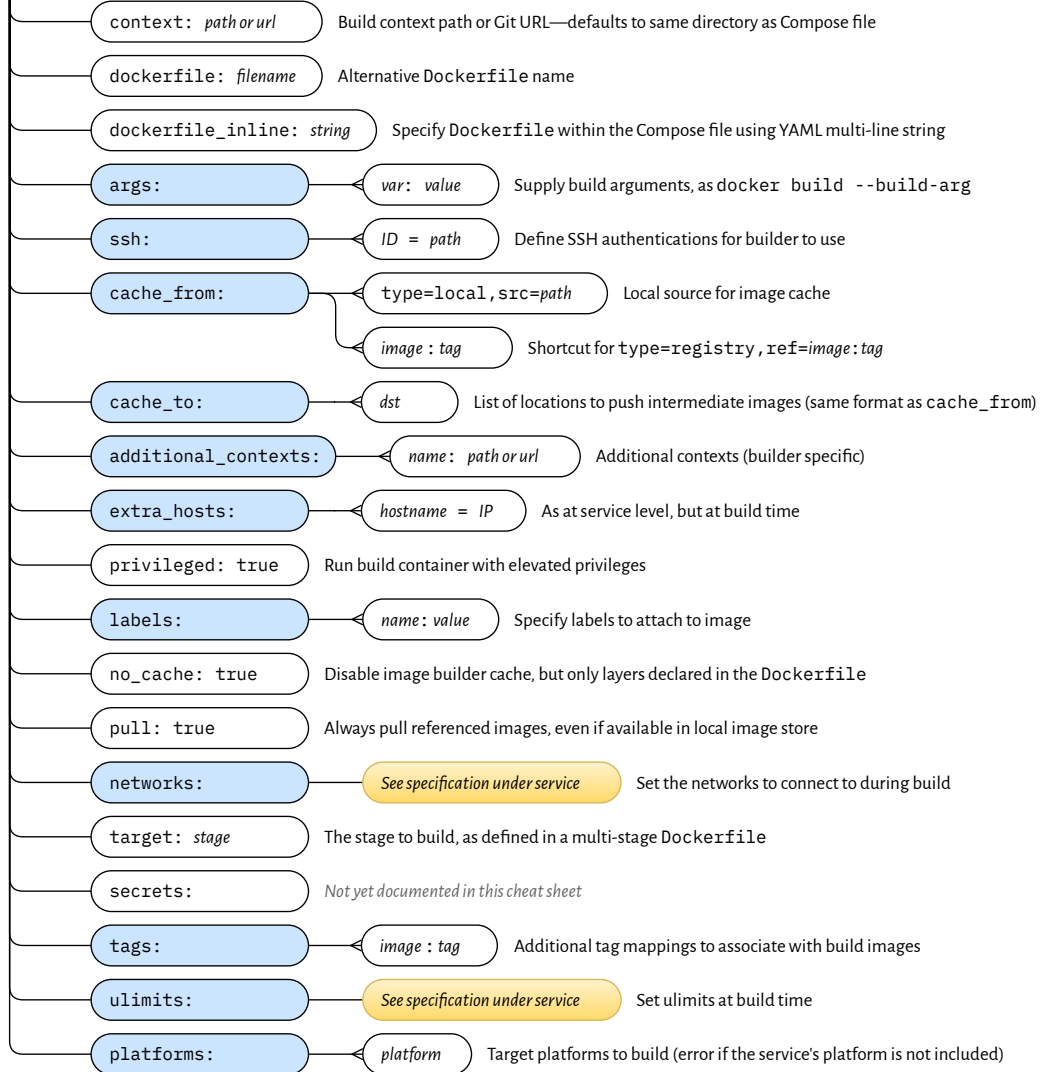 context: path or url Build context path or Git URL—defaults to same directory as Compose file
dockerfile: filename Alternative Dockerfile name
dockerfile_inline: string Specify Dockerfile within the Compose file using YAML multi-line string
args: var: value Supply build arguments, as docker build --build-arg
ssh: ID = path Define SSH authentications for builder to use
cache_from: type=local,src=path Local source for image cache
image : tag Shortcut for type=registry,ref=image:tag
cache_to: dst List of locations to push intermediate images (same format as cache_from)
additional_contexts: name: path or url Additional contexts (builder specific)
extra_hosts: hostname = IP As at service level, but at build time
privileged: true Run build container with elevated privileges
labels: name: value Specify labels to attach to image
no_cache: true Disable image builder cache, but only layers declared in the Dockerfile
pull: true Always pull referenced images, even if available in local image store
networks: See specification under service Set the networks to connect to during build
target: stage The stage to build, as defined in a multi-stage Dockerfile
secrets: Not yet documented in this cheat sheet
tags: image : tag Additional tag mappings to associate with build images
ulimits: See specification under service Set ulimits at build time
platforms: platform Target platforms to build (error if the service's platform is not included)